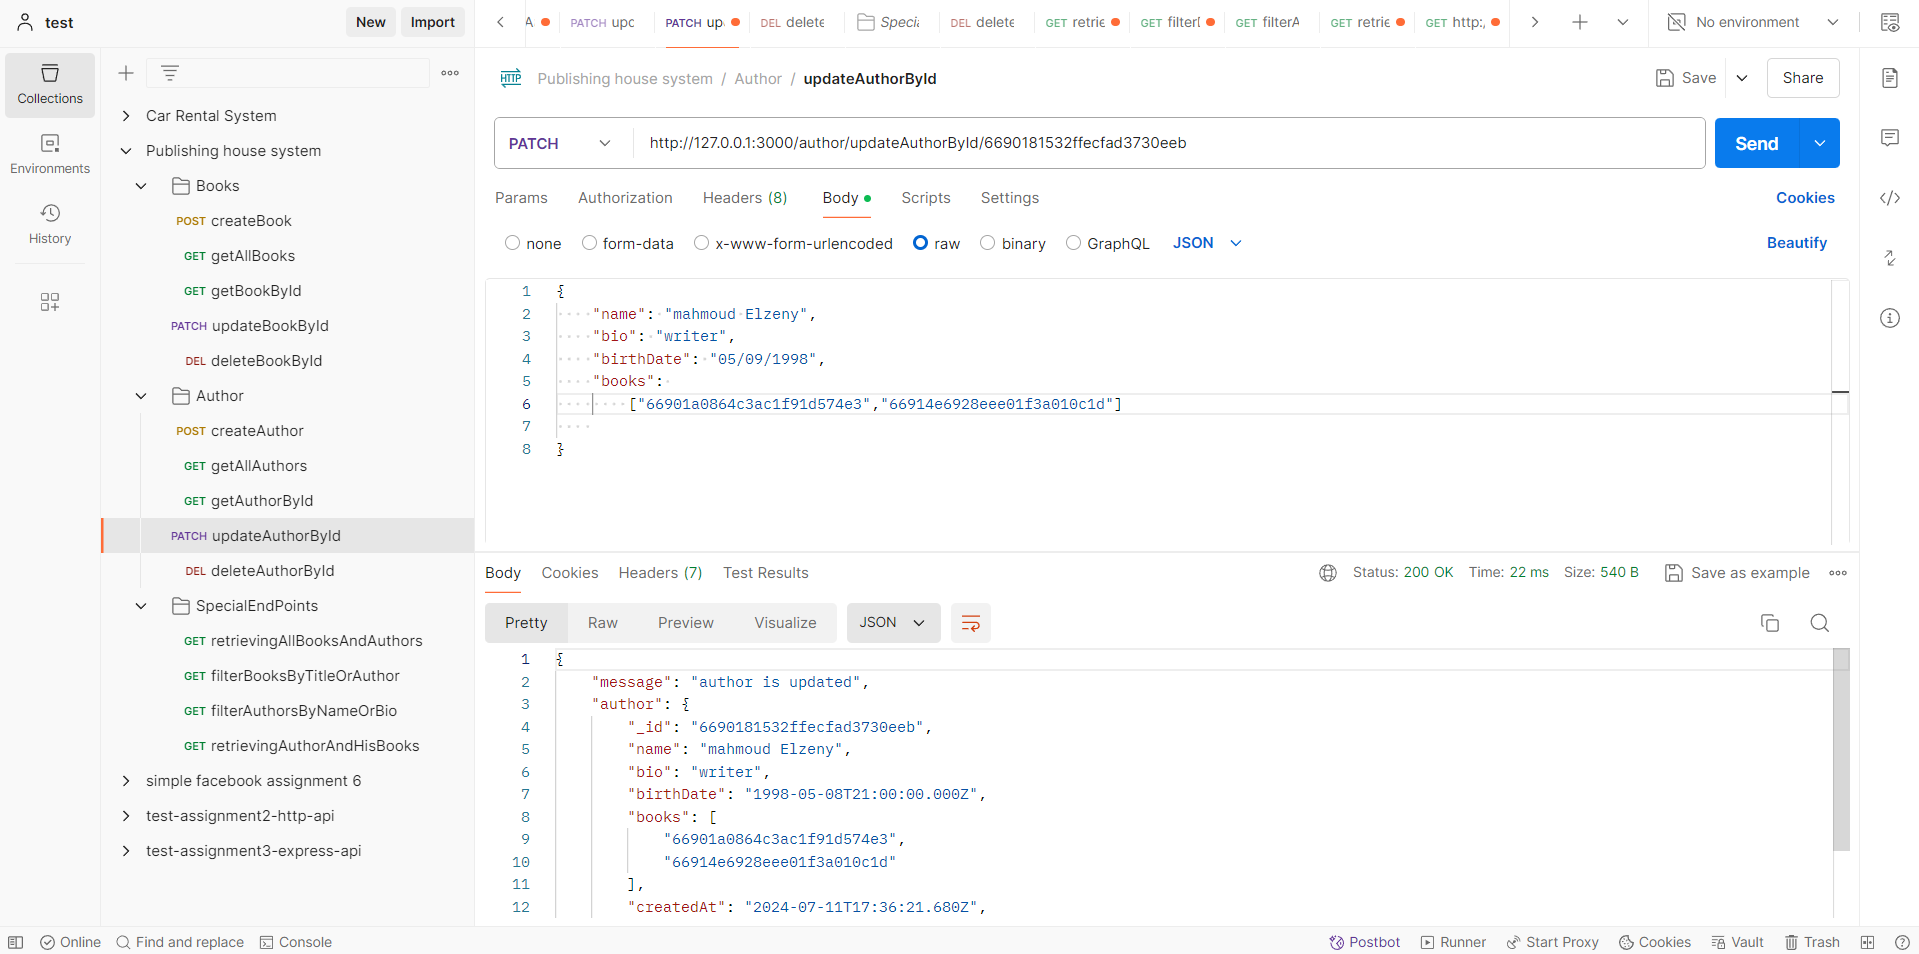 test
New
Import
A
PATCH upc
PATCH up
DEL delete
Specia
DEL delete
GET retrie
GET filterI
GET filterA
GET retrie
GET http:/
No environment
Collections
Environments
History
Car Rental System
Publishing house system
Books
POST createBook
GET getAllBooks
GET getBookById
PATCH updateBookById
DEL deleteBookById
Author
POST createAuthor
GET getAllAuthors
GET getAuthorById
PATCH updateAuthorById
DEL deleteAuthorById
SpecialEndPoints
GET retrievingAllBooksAndAuthors
GET filterBooksByTitleOrAuthor
GET filterAuthorsByNameOrBio
GET retrievingAuthorAndHisBooks
simple facebook assignment 6
test-assignment2-http-api
test-assignment3-express-api
HTTP Publishing house system / Author / updateAuthorById
Save
Share
PATCH http://127.0.0.1:3000/author/updateAuthorById/6690181532ffecfad3730eeb
Send
Params Authorization Headers (8) Body Scripts Settings Cookies
none form-data x-www-form-urlencoded raw binary GraphQL JSON Beautify
1 {
2 "name": "mahmoud Elzeny",
3 "bio": "writer",
4 "birthDate": "05/09/1998",
5 "books":
6 ["66901a0864c3ac1f91d574e3","66914e6928eee01f3a010c1d"]
7
8 }
Body Cookies Headers (7) Test Results Status: 200 OK Time: 22 ms Size: 540 B Save as example
Pretty Raw Preview Visualize JSON
1 {
2 "message": "author is updated",
3 "author": {
4 "_id": "6690181532ffecfad3730eeb",
5 "name": "mahmoud Elzeny",
6 "bio": "writer",
7 "birthDate": "1998-05-08T21:00:00.000Z",
8 "books": [
9 "66901a0864c3ac1f91d574e3",
10 "66914e6928eee01f3a010c1d"
11 ],
12 "createdAt": "2024-07-11T17:36:21.680Z",
Online Find and replace Console Postbot Runner Start Proxy Cookies Vault Trash